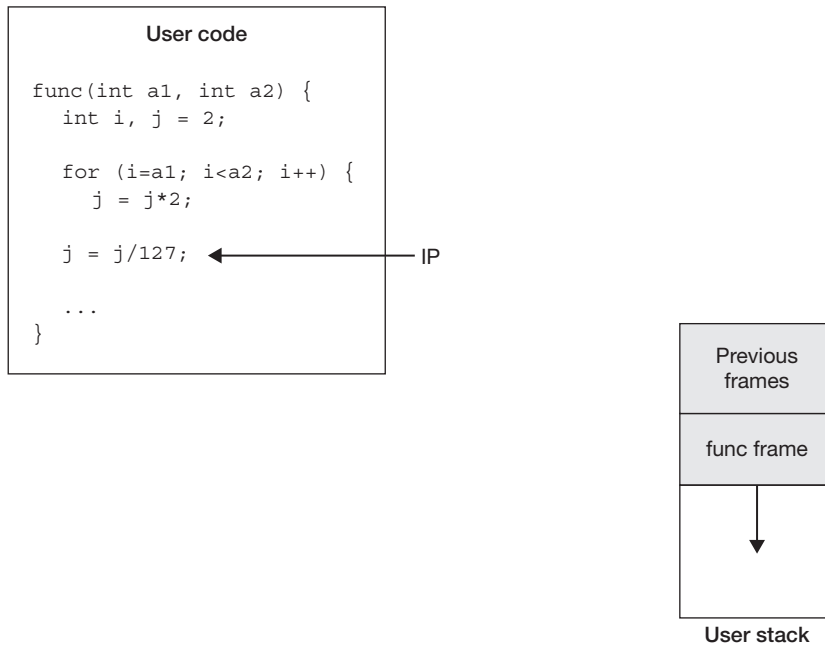 User code
func(int a1, int a2) {
int i, j = 2;
for (i=a1; i<a2; i++) {
j = j*2;
j = j/127;
IP
...
}
Previous
frames
func frame
User stack